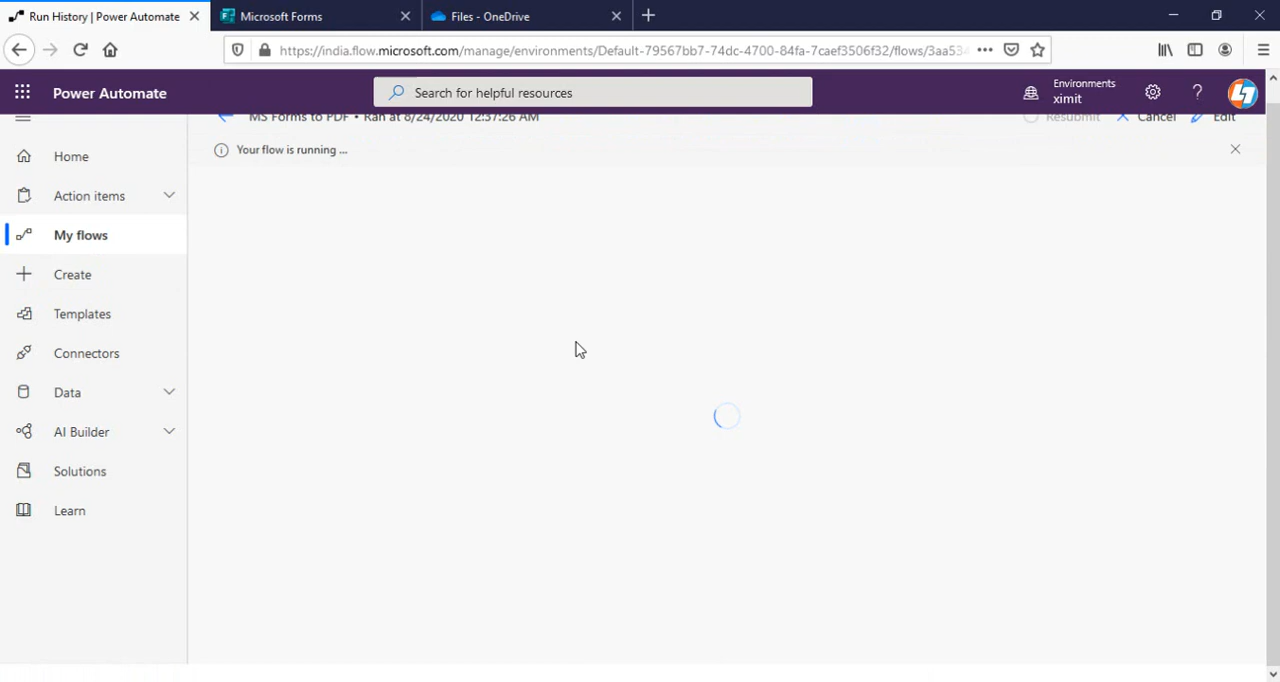 Run History | Power Automate
Microsoft Forms
Files - OneDrive
https://india.flow.microsoft.com/manage/environments/Default-79567bb7-74dc-4700-84fa-7caef3506f32/flows/3aa534
Power Automate
Search for helpful resources
Environments
ximit
MS Forms to PDF • Ran at 8/24/2020 12:37:26 AM
Resubmit
Cancel
Edit
Your flow is running ...
Home
Action items
My flows
Create
Templates
Connectors
Data
AI Builder
Solutions
Learn